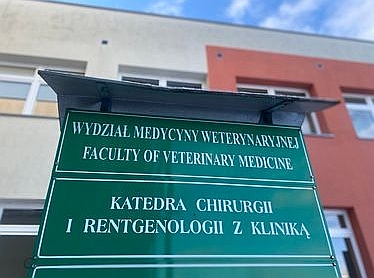 WYDZIAŁ MEDYCYNY WETERYNARYJNEJ
FACULTY OF VETERINARY MEDICINE
KATEDRA CHIRURGII
I RENTGENOLOGII Z KLINIKĄ